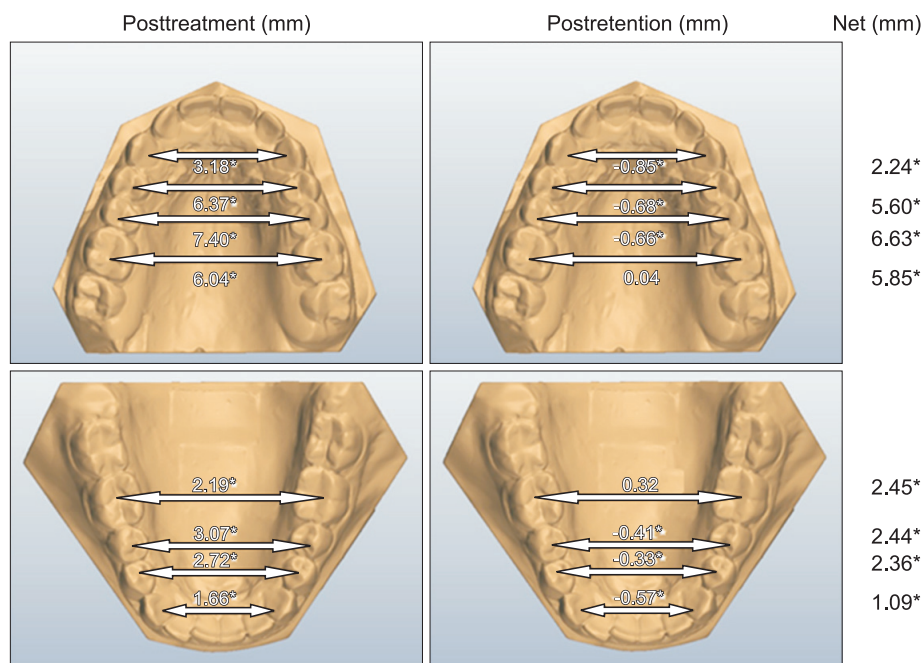 Posttreatment (mm) Postretention (mm) Net (mm)
3.18* -0.85* 2.24*
6.37* -0.68* 5.60*
7.40* -0.66* 6.63*
6.04* 0.04 5.85*
2.19* 0.32 2.45*
3.07* -0.41* 2.44*
2.72* -0.33* 2.36*
1.66* -0.57* 1.09*